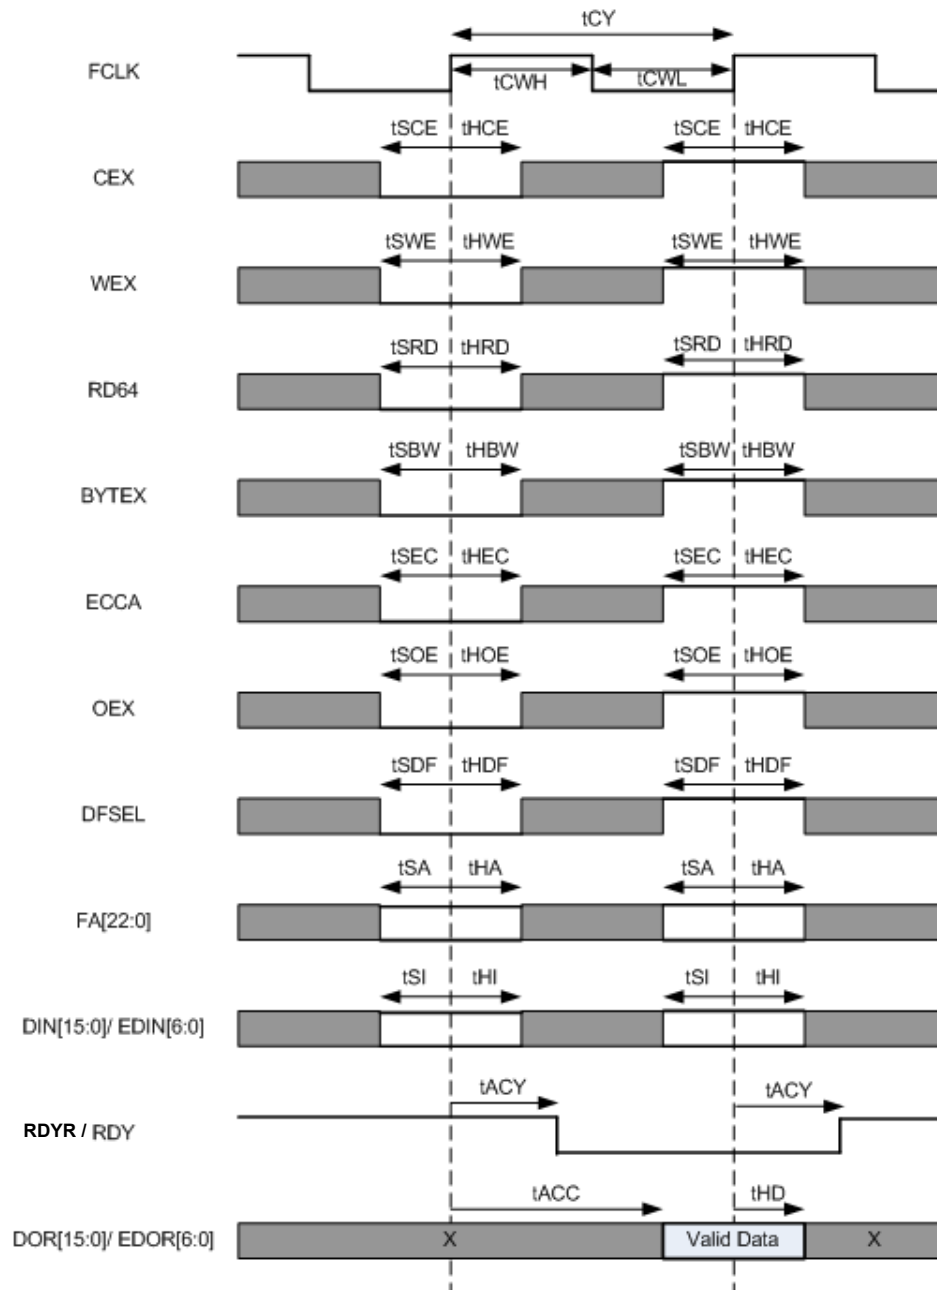 tCY
FCLK
tCWH tCWL
tSCE tHCE tSCE tHCE
CEX
tSWE tHWE tSWE tHWE
WEX
tSRD tHRD tSRD tHRD
RD64
tSBW tHBW tSBW tHBW
BYTEX
tSEC tHEC tSEC tHEC
ECCA
tSOE tHOE tSOE tHOE
OEX
tSDF tHDF tSDF tHDF
DFSEL
tSA tHA tSA tHA
FA[22:0]
tSI tHI tSI tHI
DIN[15:0]/ EDIN[6:0]
tACY tACY
RDYR / RDY
tACC tHD
DOR[15:0]/ EDOR[6:0] X Valid Data X